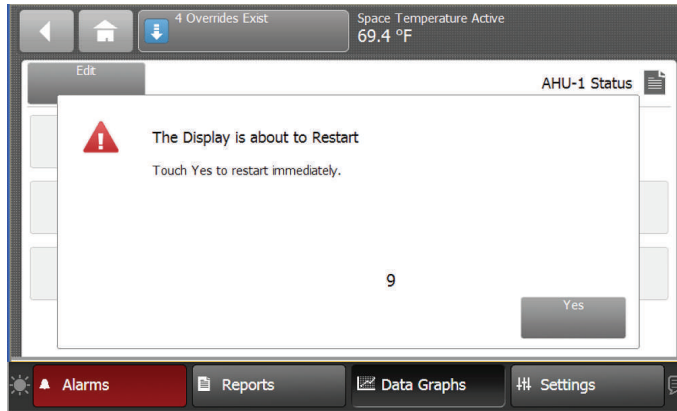 4 Overrides Exist
Space Temperature Active
69.4 °F
Edit
AHU-1 Status
The Display is about to Restart
Touch Yes to restart immediately.
9
Yes
Alarms
Reports
Data Graphs
Settings